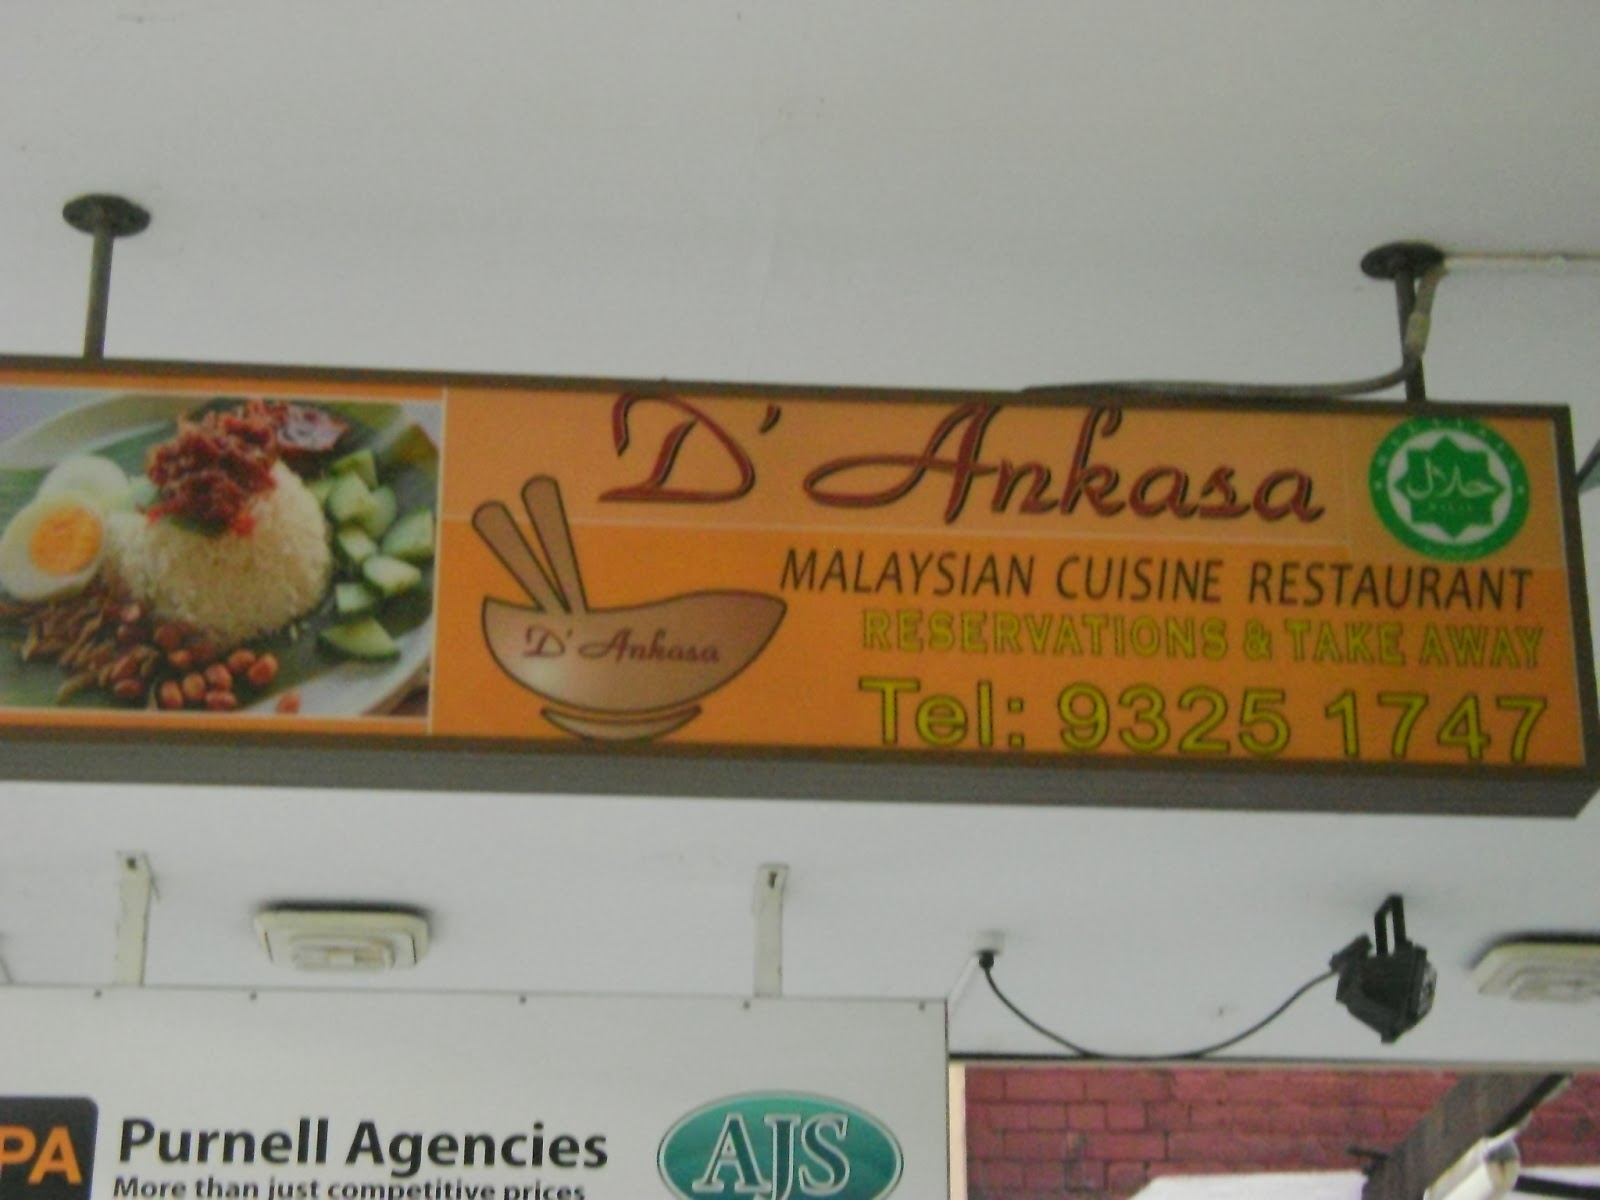 D' Ankasa
حلال
MALAYSIAN CUISINE RESTAURANT
D' Ankasa
RESERVATIONS & TAKE AWAY
Tel: 9325 1747
PA
Purnell Agencies
More than just competitive prices
AJS